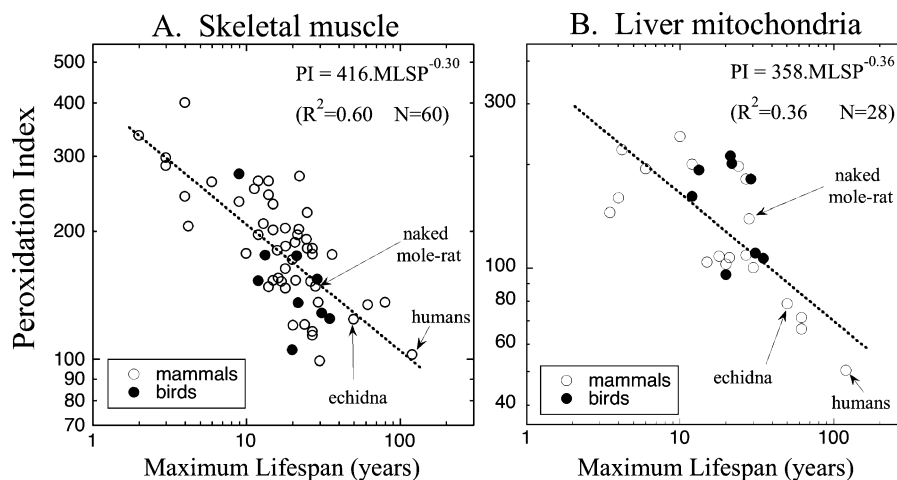 A. Skeletal muscle
B. Liver mitochondria
Peroxidation Index
500
400
300
200
100
90
80
70
PI = 416.MLSP^-0.30
(R^2=0.60 N=60)
naked
mole-rat
humans
echidna
mammals
birds
1
10
100
Maximum Lifespan (years)
300
100
80
60
40
PI = 358.MLSP^-0.36
(R^2=0.36 N=28)
naked
mole-rat
echidna
humans
mammals
birds
1
10
100
Maximum Lifespan (years)